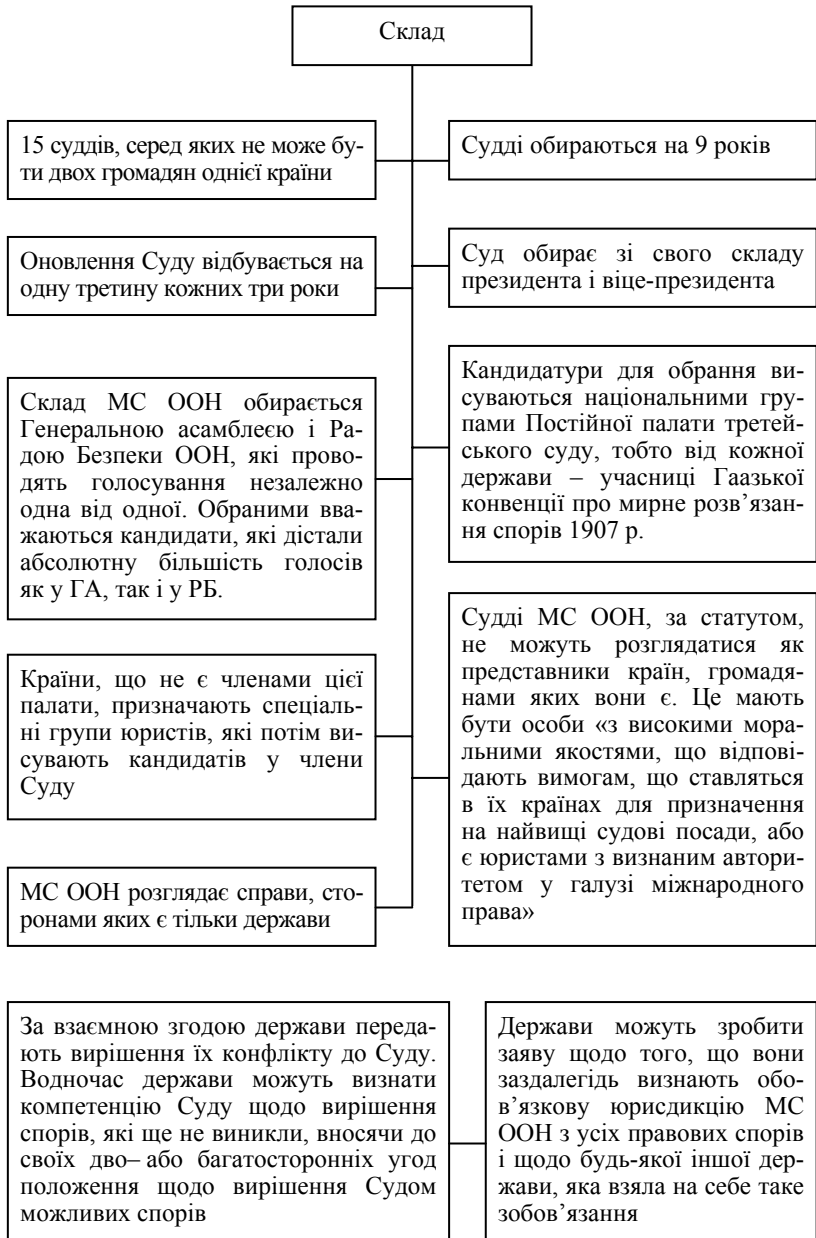 Склад
15 суддів, серед яких не може бу-
ти двох громадян однієї країни
Судді обираються на 9 років
Оновлення Суду відбувається на
одну третину кожних три роки
Суд обирає зі свого складу
президента і віце-президента
Склад МС ООН обирається
Генеральною асамблеєю і Ра-
дою Безпеки ООН, які прово-
дять голосування незалежно
одна від одної. Обраними вва-
жаються кандидати, які дістали
абсолютну більшість голосів
як у ГА, так і у РБ.
Кандидатури для обрання ви-
суваються національними гру-
пами Постійної палати третей-
ського суду, тобто від кожної
держави – учасниці Гаазької
конвенції про мирне розв’язан-
ня спорів 1907 р.
Країни, що не є членами цієї
палати, призначають спеціаль-
ні групи юристів, які потім ви-
сувають кандидатів у члени
Суду
Судді МС ООН, за статутом,
не можуть розглядатися як
представники країн, громадя-
нами яких вони є. Це мають
бути особи «з високими мора-
льними якостями, що відпові-
дають вимогам, що ставляться
в їх країнах для призначення
на найвищі судові посади, або
є юристами з визнаним автори-
тетом у галузі міжнародного
права»
МС ООН розглядає справи, сто-
ронами яких є тільки держави
За взаємною згодою держави переда-
ють вирішення їх конфлікту до Суду.
Водночас держави можуть визнати
компетенцію Суду щодо вирішення
спорів, які ще не виникли, вносячи до
своїх дво– або багатосторонніх угод
положення щодо вирішення Судом
можливих спорів
Держави можуть зробити
заяву щодо того, що вони
заздалегідь визнають обо-
в’язкову юрисдикцію МС
ООН з усіх правових спорів
і щодо будь-якої іншої дер-
жави, яка взяла на себе таке
зобов’язання